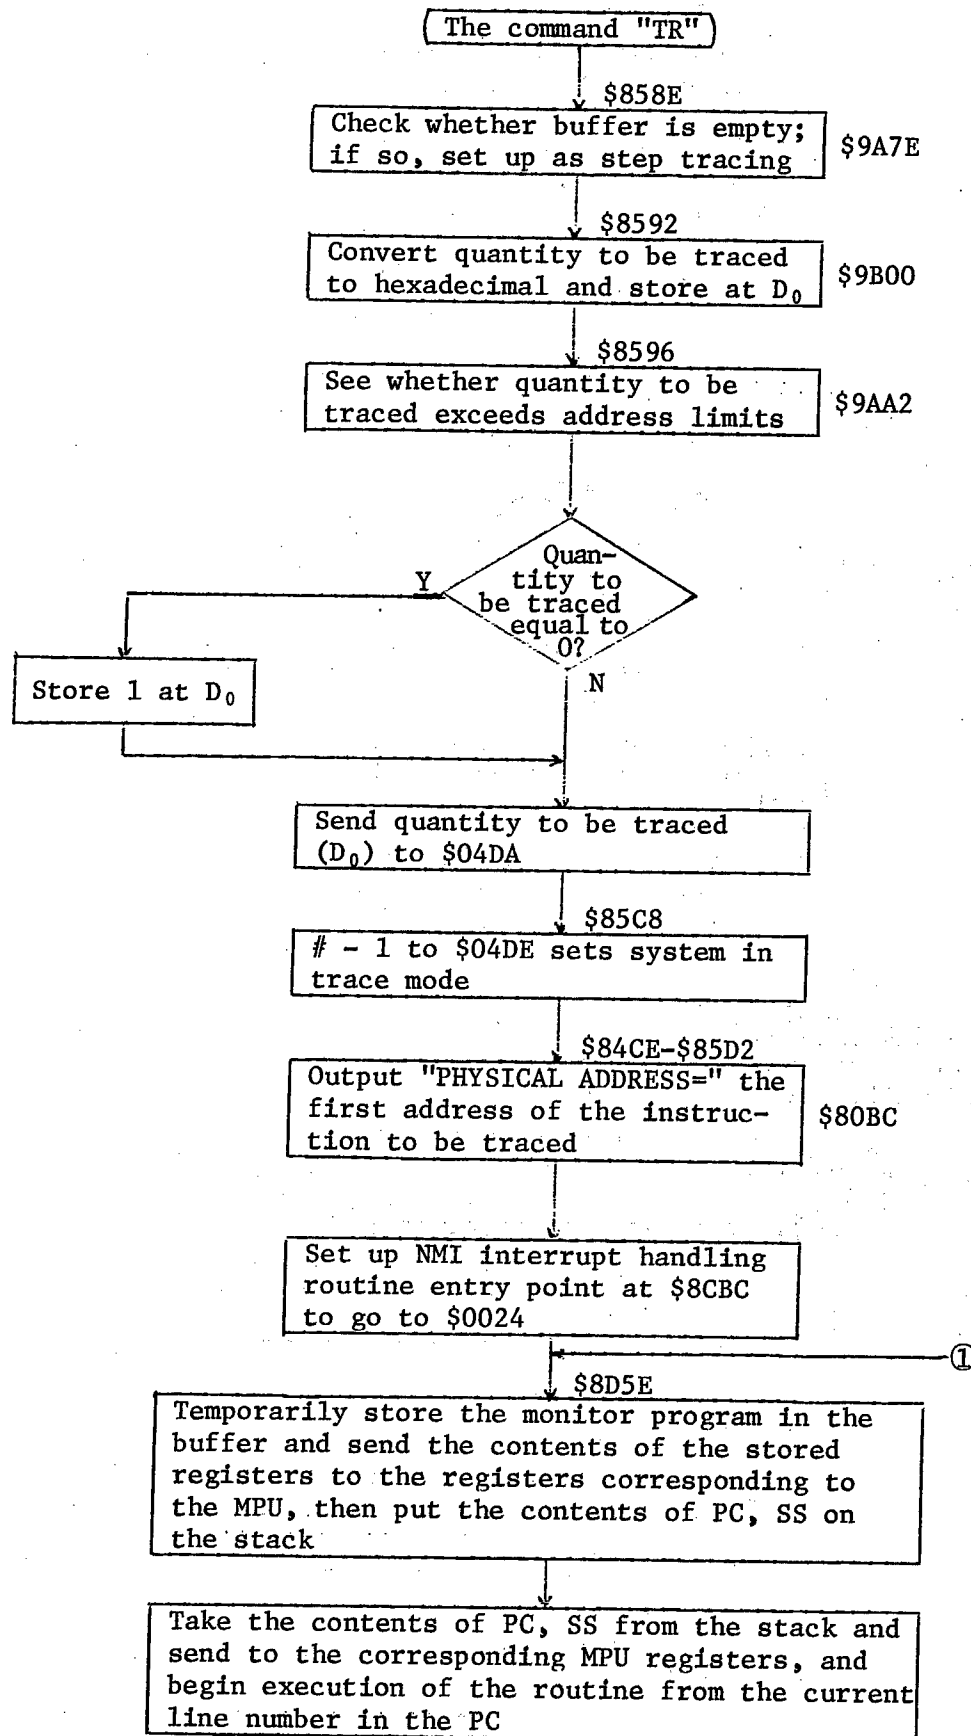 The command "TR"
$858E
Check whether buffer is empty;
if so, set up as step tracing
$9A7E
$8592
Convert quantity to be traced
to hexadecimal and store at D₀
$9B00
$8596
See whether quantity to be
traced exceeds address limits
$9AA2
Quan-
tity to
be traced
equal to
0?
Y
N
Store 1 at D₀
Send quantity to be traced
(D₀) to $04DA
$85C8
# - 1 to $04DE sets system in
trace mode
$84CE-$85D2
Output "PHYSICAL ADDRESS=" the
first address of the instruc-
tion to be traced
$80BC
Set up NMI interrupt handling
routine entry point at $8CBC
to go to $0024
①
$8D5E
Temporarily store the monitor program in the
buffer and send the contents of the stored
registers to the registers corresponding to
the MPU, then put the contents of PC, SS on
the stack
Take the contents of PC, SS from the stack and
send to the corresponding MPU registers, and
begin execution of the routine from the current
line number in the PC